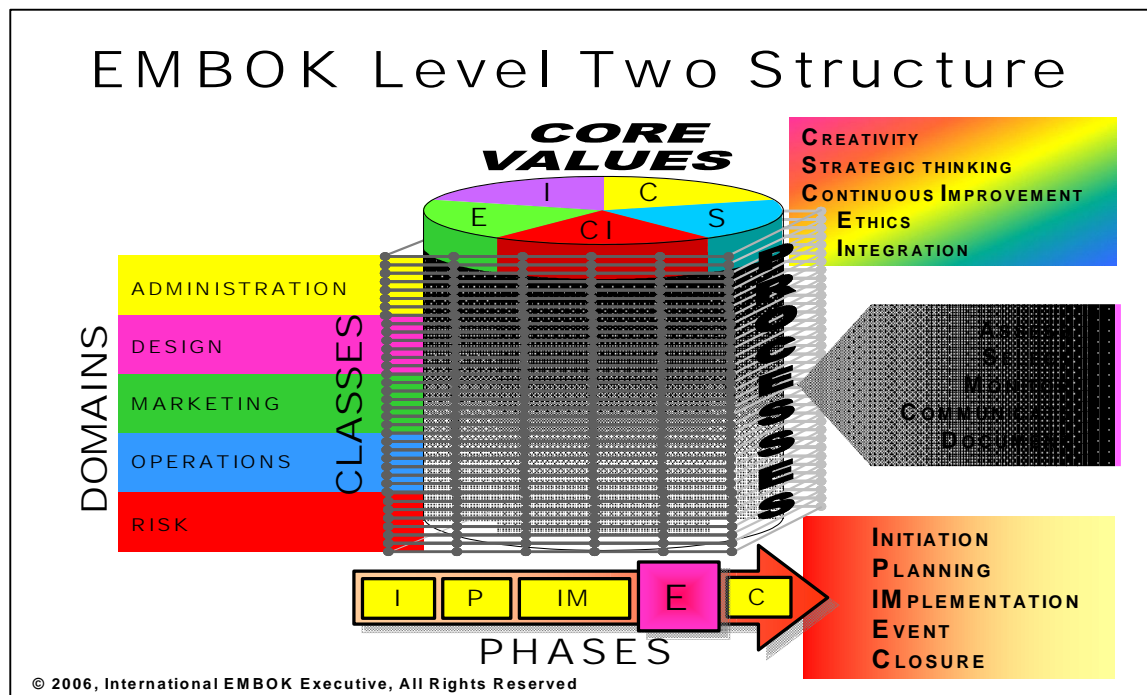 EMBOK Level Two Structure
CORE
VALUES
I
C
E
S
CI
CREATIVITY
STRATEGIC THINKING
CONTINUOUS IMPROVEMENT
ETHICS
INTEGRATION
DOMAINS
ADMINISTRATION
DESIGN
MARKETING
OPERATIONS
RISK
CLASSES
PROCESSES
I
P
IM
E
C
PHASES
INITIATION
PLANNING
IMPLEMENTATION
EVENT
CLOSURE
© 2006, International EMBOK Executive, All Rights Reserved